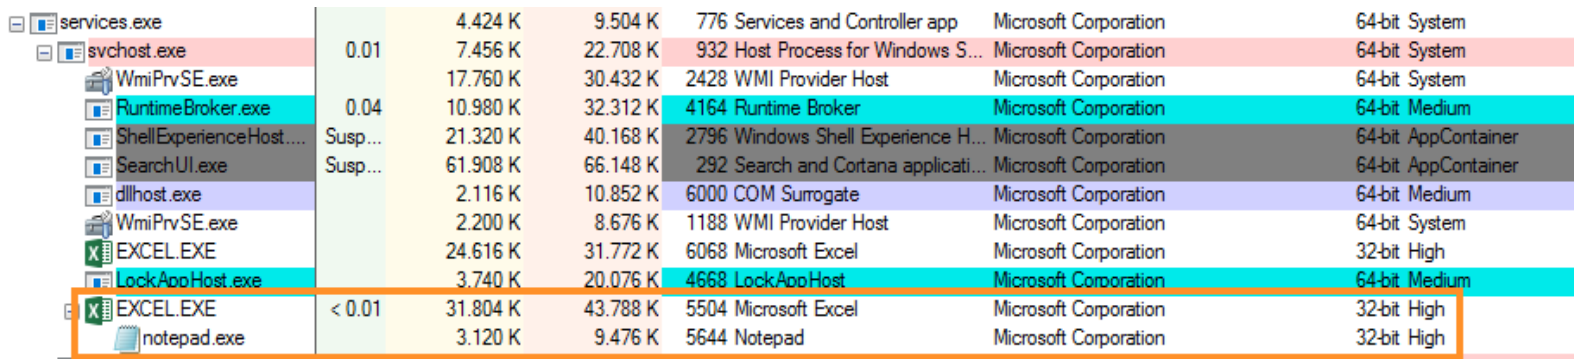 services.exe 4.424 K 9.504 K 776 Services and Controller app Microsoft Corporation 64-bit System
svchost.exe 0.01 7.456 K 22.708 K 932 Host Process for Windows S... Microsoft Corporation 64-bit System
WmiPrvSE.exe 17.760 K 30.432 K 2428 WMI Provider Host Microsoft Corporation 64-bit System
RuntimeBroker.exe 0.04 10.980 K 32.312 K 4164 Runtime Broker Microsoft Corporation 64-bit Medium
ShellExperienceHost.... Susp... 21.320 K 40.168 K 2796 Windows Shell Experience H... Microsoft Corporation 64-bit AppContainer
SearchUI.exe Susp... 61.908 K 66.148 K 292 Search and Cortana applicati... Microsoft Corporation 64-bit AppContainer
dllhost.exe 2.116 K 10.852 K 6000 COM Surrogate Microsoft Corporation 64-bit Medium
WmiPrvSE.exe 2.200 K 8.676 K 1188 WMI Provider Host Microsoft Corporation 64-bit System
EXCEL.EXE 24.616 K 31.772 K 6068 Microsoft Excel Microsoft Corporation 32-bit High
LockAppHost.exe 3.740 K 20.076 K 4668 LockAppHost Microsoft Corporation 64-bit Medium
EXCEL.EXE < 0.01 31.804 K 43.788 K 5504 Microsoft Excel Microsoft Corporation 32-bit High
notepad.exe 3.120 K 9.476 K 5644 Notepad Microsoft Corporation 32-bit High